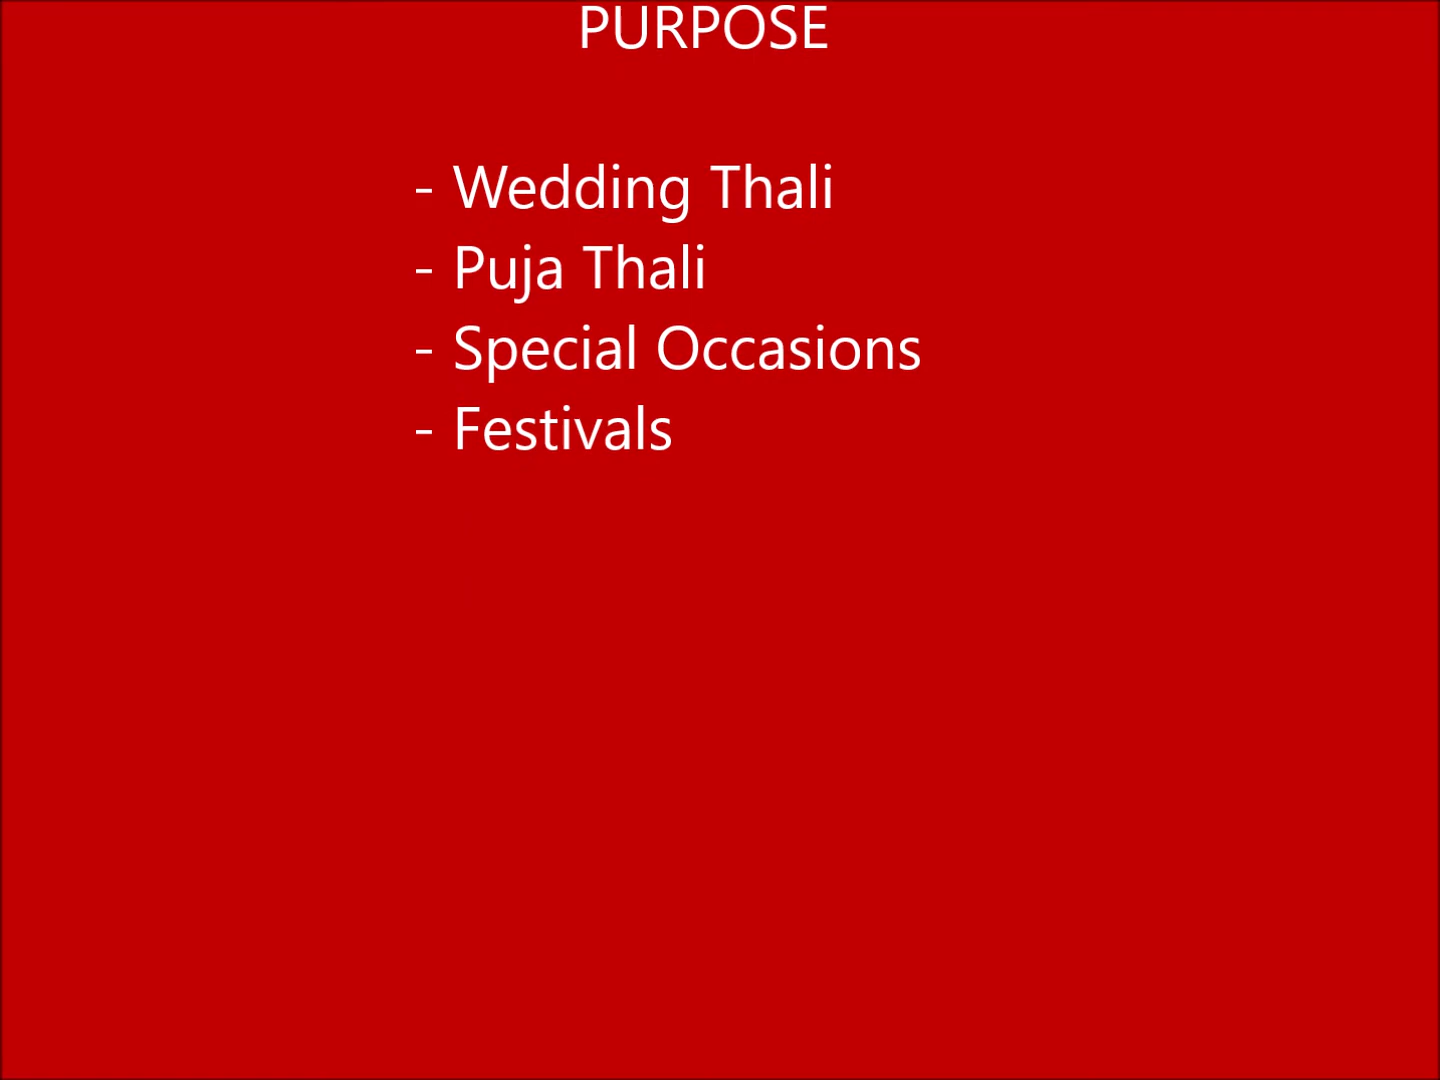 PURPOSE
- Wedding Thali
- Puja Thali
- Special Occasions
- Festivals